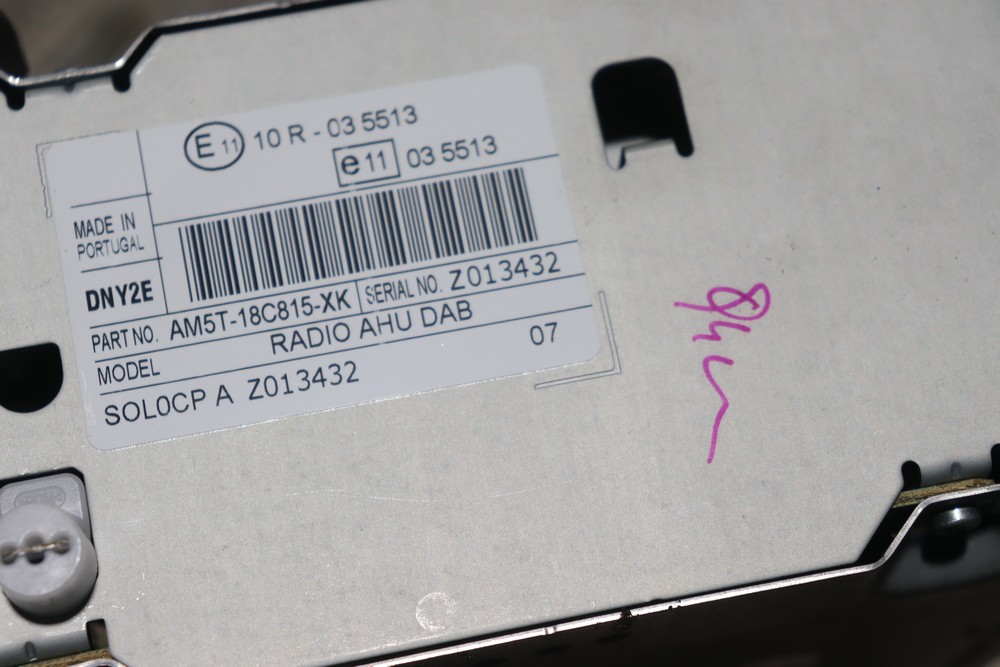 E 11 10 R - 03 5513
e 11 03 5513
MADE IN
PORTUGAL
DNY2E
PART NO. AM5T-18C815-XK SERIAL NO. Z013432
MODEL RADIO AHU DAB
SOL0CP A Z013432 07